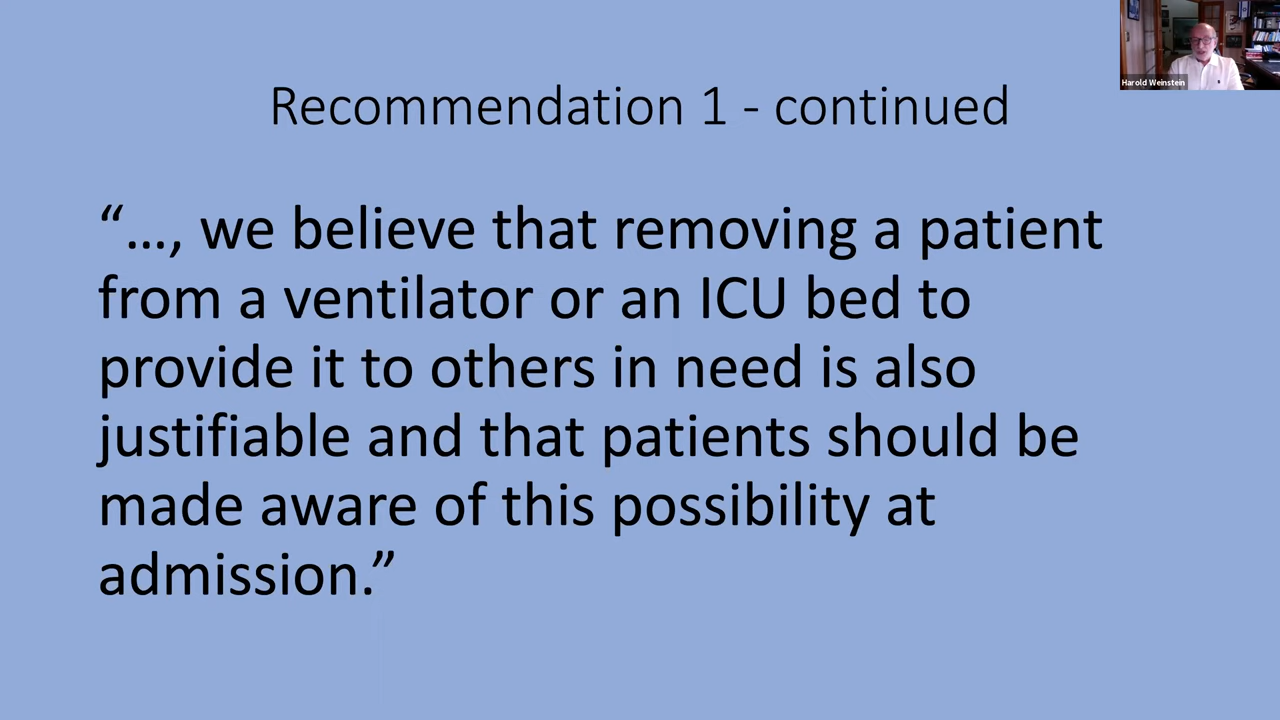 Harold Weinstein
Recommendation 1 - continued
“…, we believe that removing a patient
from a ventilator or an ICU bed to
provide it to others in need is also
justifiable and that patients should be
made aware of this possibility at
admission.”